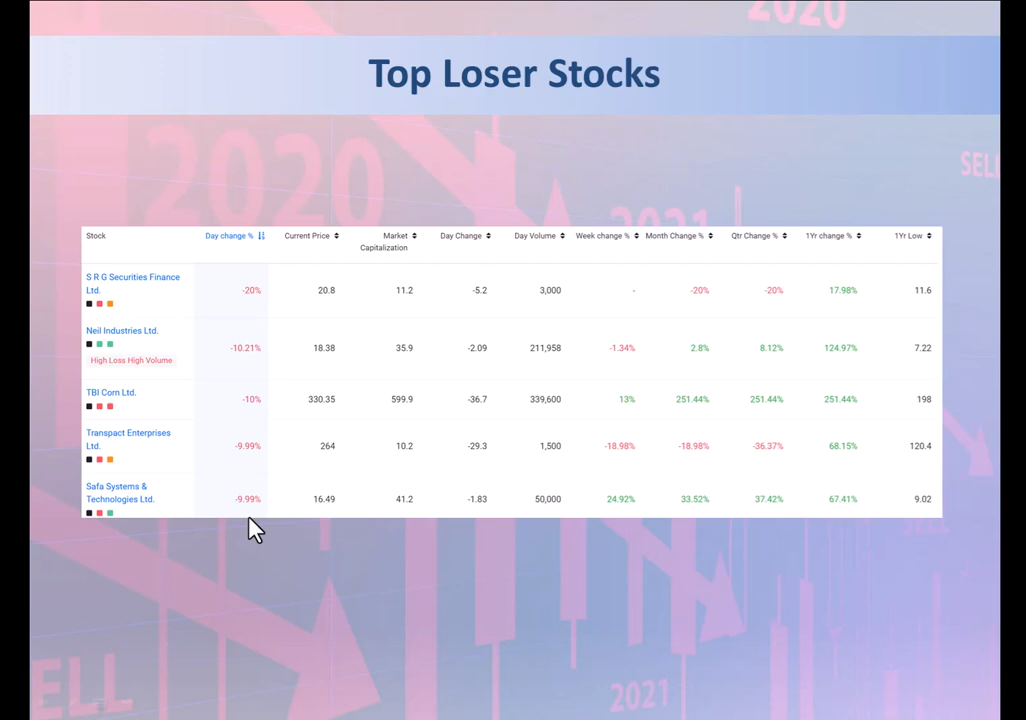 2020
Top Loser Stocks
2020
SELL
2021
Stock Day change % Current Price Market Capitalization Day Change Day Volume Week change % Month Change % Qtr Change % 1Yr change % 1Yr Low
S R G Securities Finance
Ltd.
-20% 20.8 11.2 -5.2 3,000 - -20% -20% 17.98% 11.6
Neil Industries Ltd.
-10.21% 18.38 35.9 -2.09 211,958 -1.34% 2.8% 8.12% 124.97% 7.22
High Loss High Volume
TBI Corn Ltd.
-10% 330.35 599.9 -36.7 339,600 13% 251.44% 251.44% 251.44% 198
Transpact Enterprises
Ltd.
-9.99% 264 10.2 -29.3 1,500 -18.98% -18.98% -36.37% 68.15% 120.4
Safa Systems &
Technologies Ltd.
-9.99% 16.49 41.2 -1.83 50,000 24.92% 33.52% 37.42% 67.41% 9.02
SELL
SELL
2021